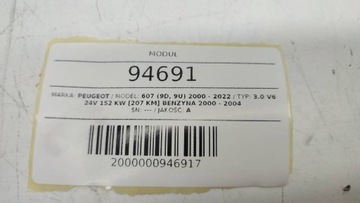 MODUŁ
94691
MARKA: PEUGEOT / MODEL: 607 (9D, 9U) 2000 - 2022 / TYP: 3.0 V6
24V 152 KW [207 KM] BENZYNA 2000 - 2004
SN: --- / JAKOŚĆ: A
2000000946917